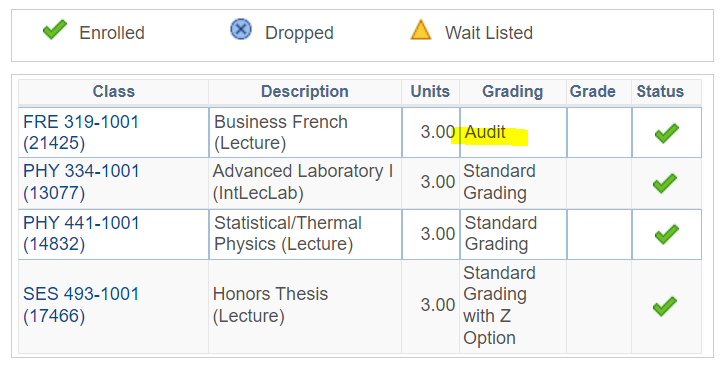 Enrolled Dropped Wait Listed
Class Description Units Grading Grade Status
FRE 319-1001 Business French 3.00 Audit
(21425) (Lecture)
PHY 334-1001 Advanced Laboratory I 3.00 Standard
(13077) (IntLecLab) Grading
PHY 441-1001 Statistical/Thermal 3.00 Standard
(14832) Physics (Lecture) Grading
Standard
SES 493-1001 Honors Thesis 3.00 Grading
(17466) (Lecture) with Z
Option